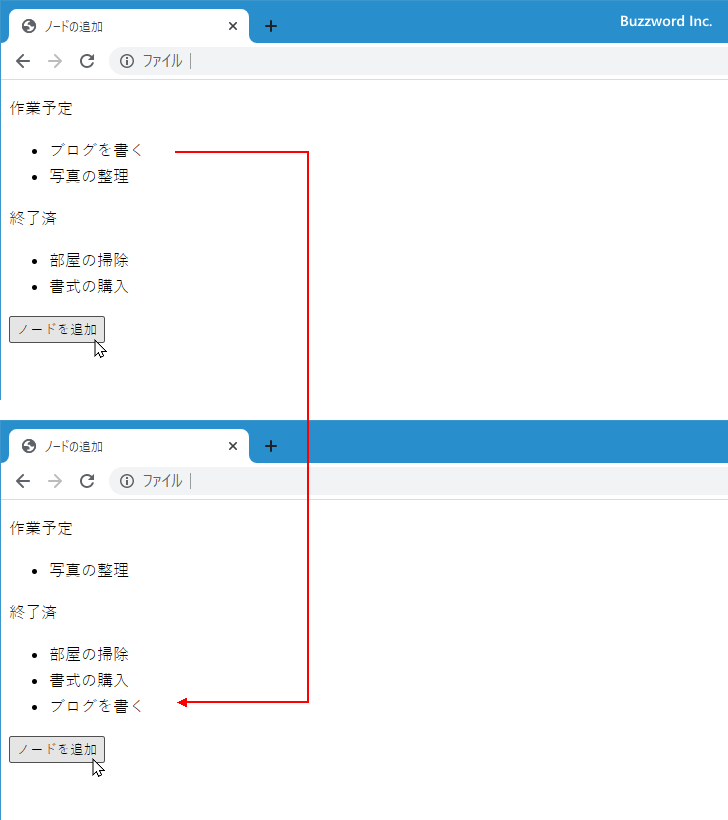 ノードの追加
Buzzword Inc.
ファイル
作業予定
ブログを書く
写真の整理
終了済
部屋の掃除
書式の購入
ノードを追加
ノードの追加
ファイル
作業予定
写真の整理
終了済
部屋の掃除
書式の購入
ブログを書く
ノードを追加